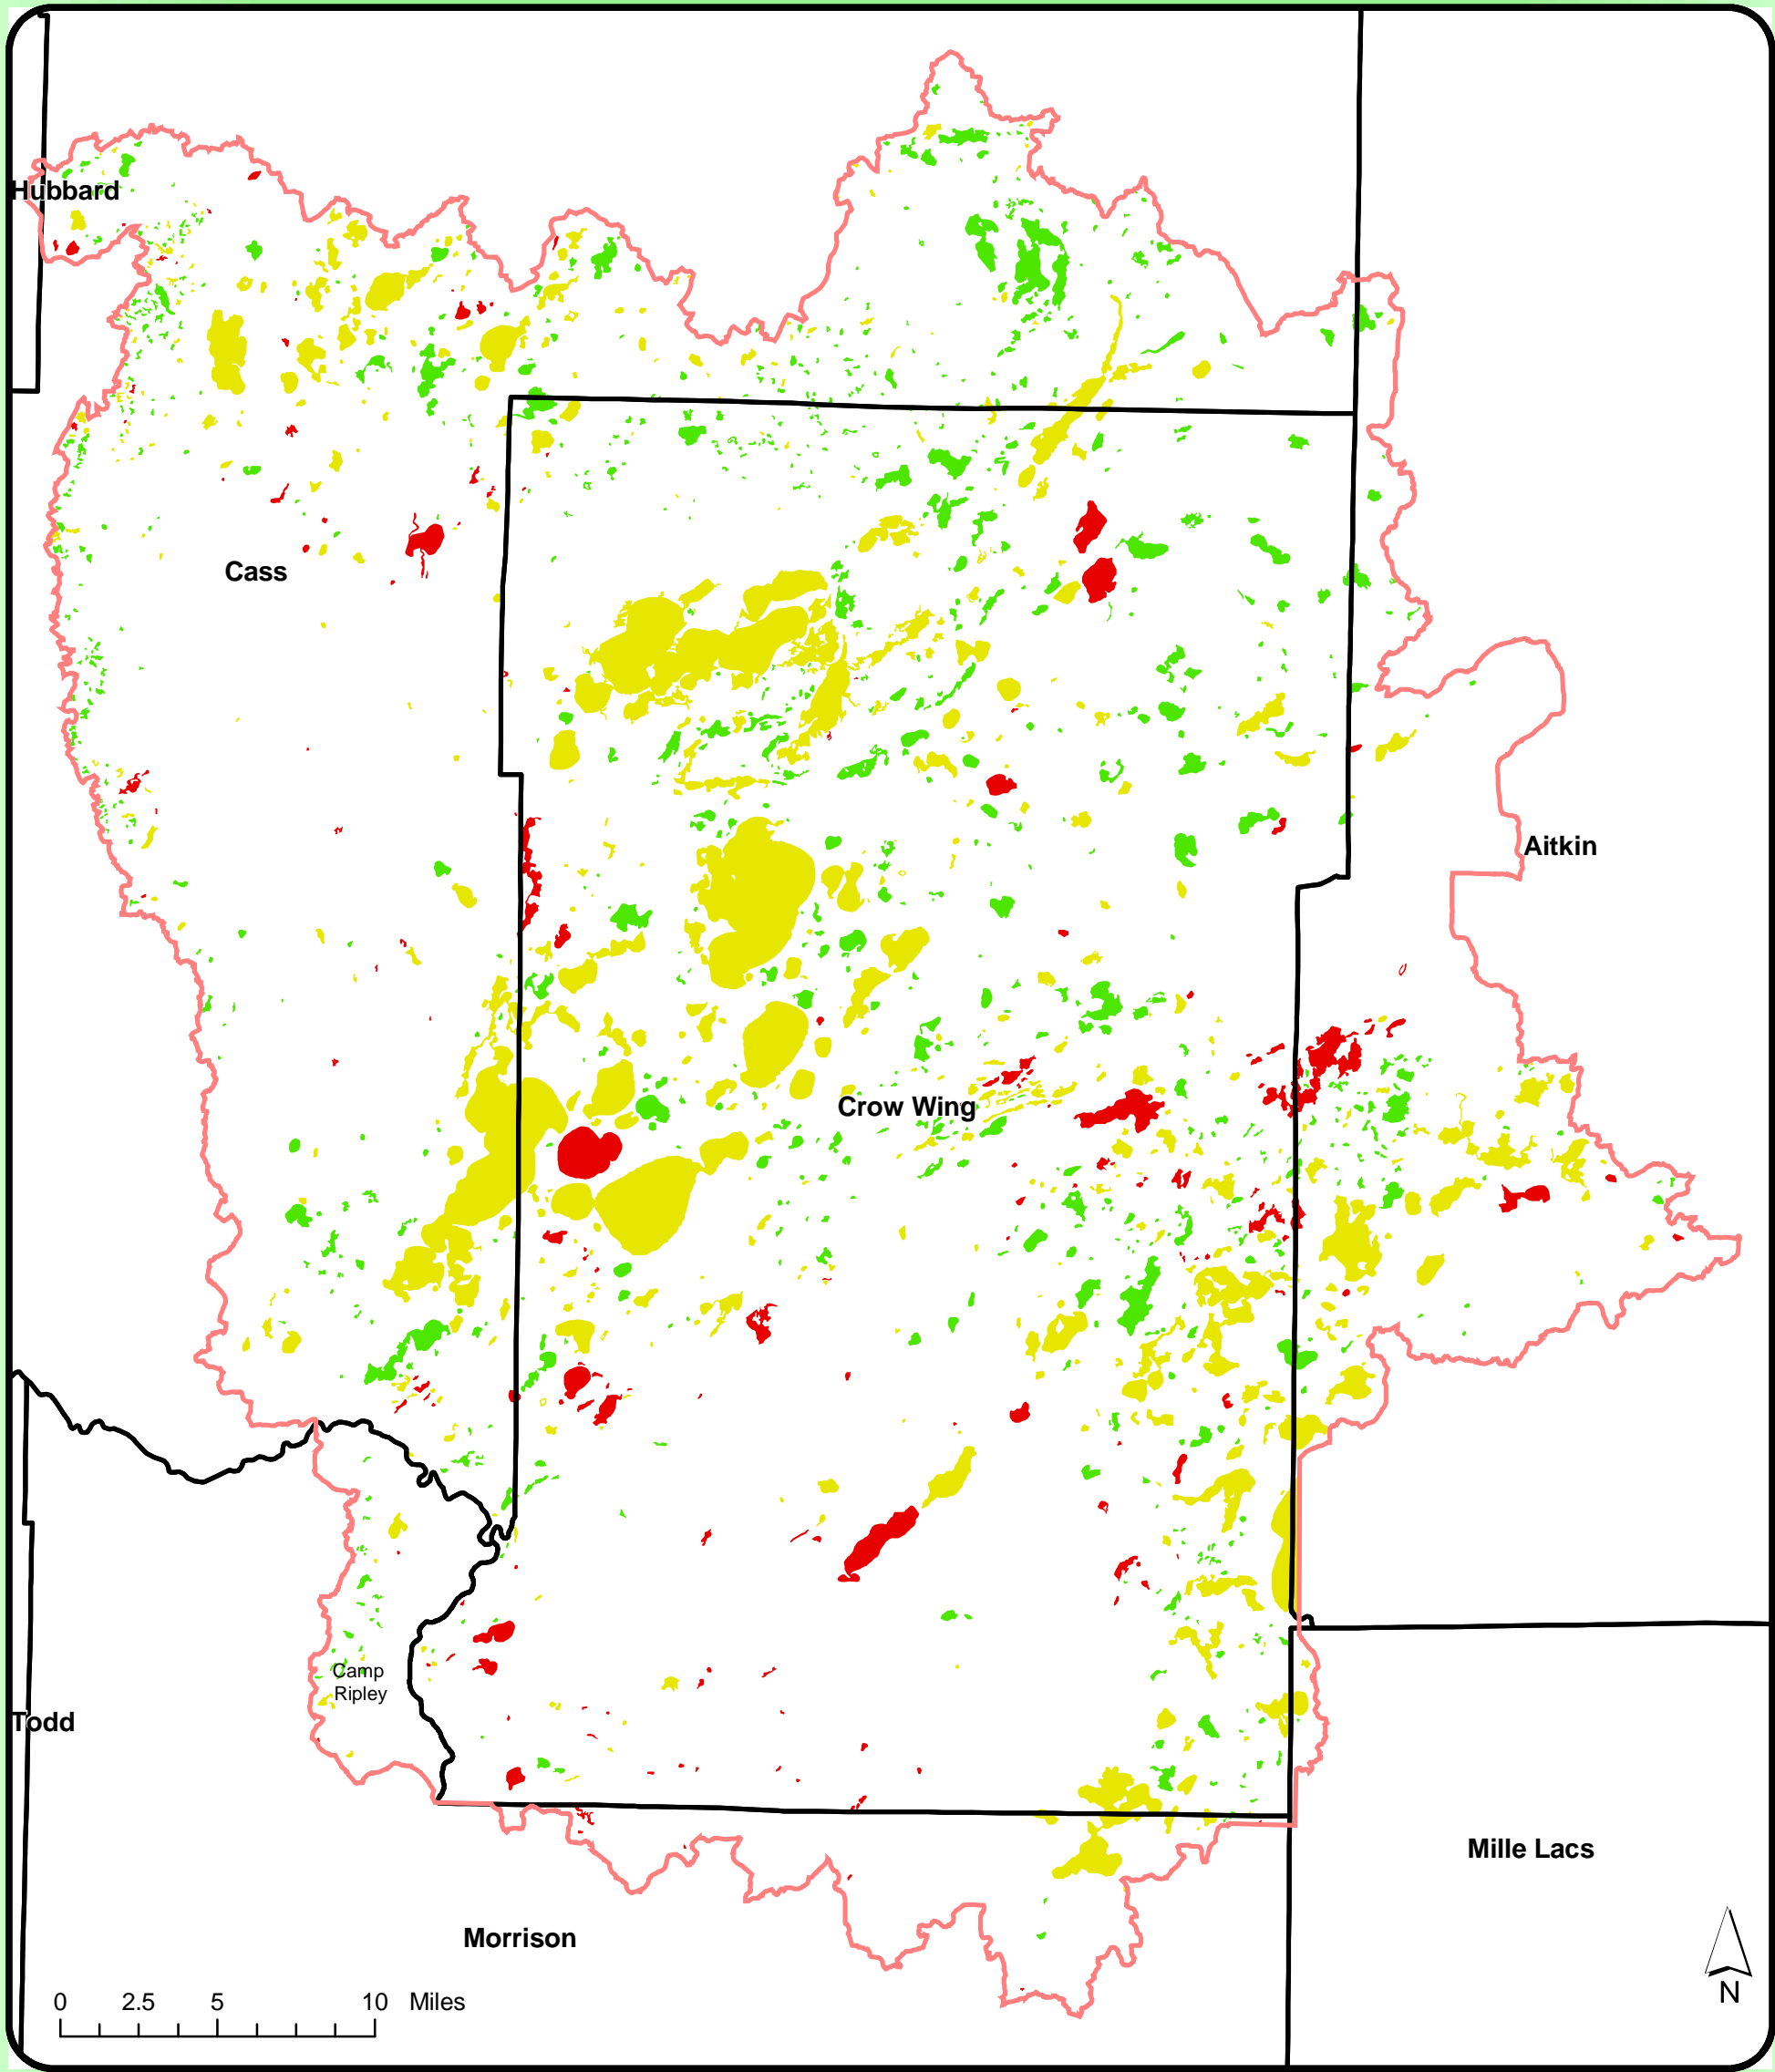 Hubbard
Cass
Aitkin
Crow Wing
Camp
Ripley
Todd
Mille Lacs
Morrison
0 2.5 5 10 Miles
N